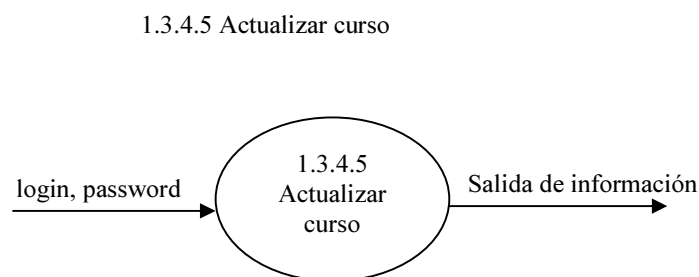 1.3.4.5 Actualizar curso
login, password
1.3.4.5
Actualizar
curso
Salida de información